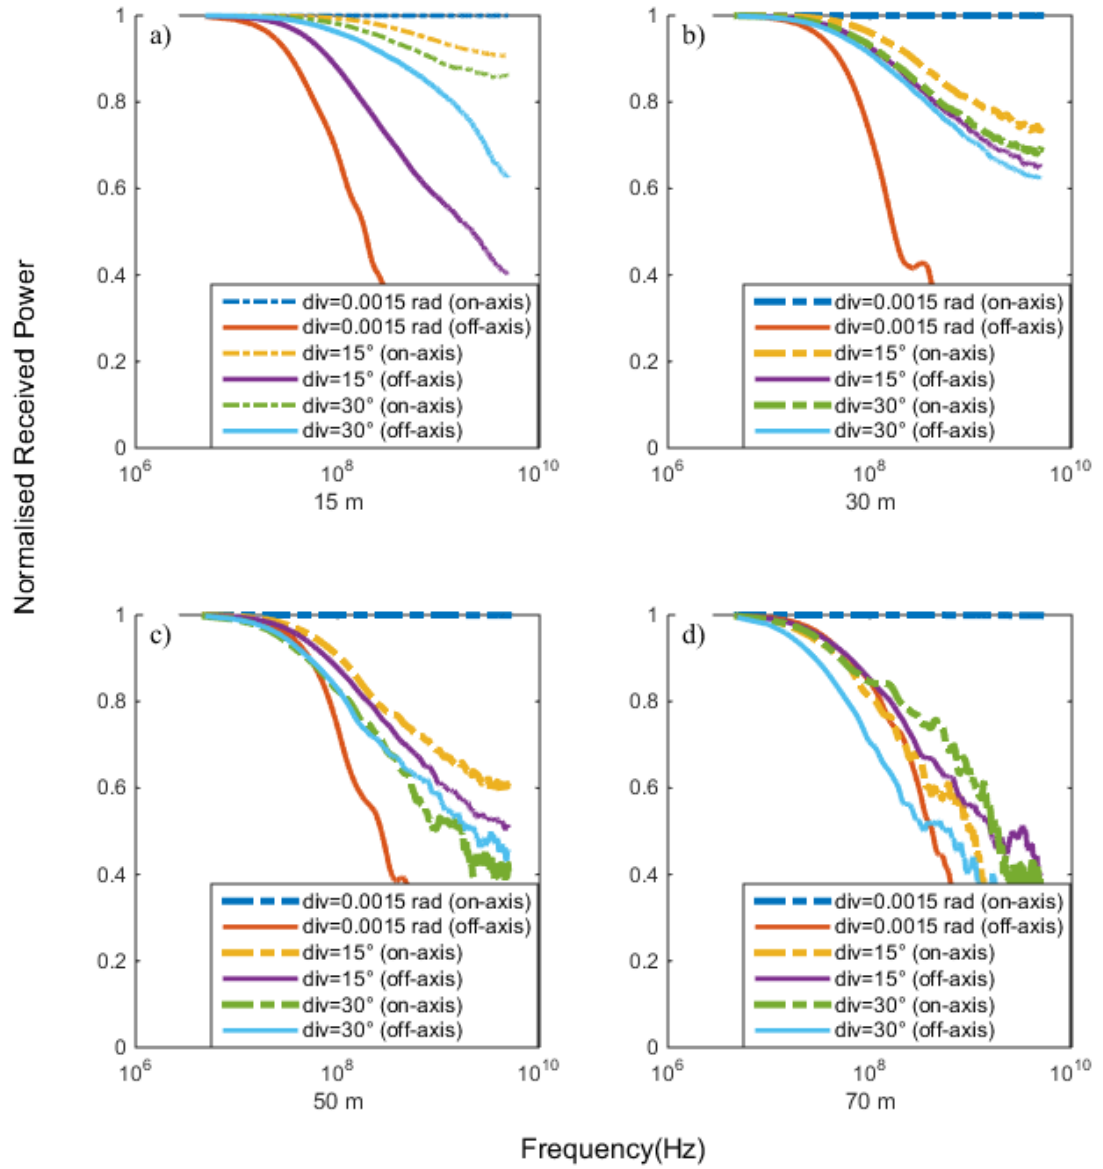 Normalised Received Power
a)
1
0.8
0.6
0.4
0.2
0
div=0.0015 rad (on-axis)
div=0.0015 rad (off-axis)
div=15° (on-axis)
div=15° (off-axis)
div=30° (on-axis)
div=30° (off-axis)
10^6 10^8 10^10
15 m
b)
1
0.8
0.6
0.4
0.2
0
div=0.0015 rad (on-axis)
div=0.0015 rad (off-axis)
div=15° (on-axis)
div=15° (off-axis)
div=30° (on-axis)
div=30° (off-axis)
10^6 10^8 10^10
30 m
c)
1
0.8
0.6
0.4
0.2
0
div=0.0015 rad (on-axis)
div=0.0015 rad (off-axis)
div=15° (on-axis)
div=15° (off-axis)
div=30° (on-axis)
div=30° (off-axis)
10^6 10^8 10^10
50 m
d)
1
0.8
0.6
0.4
0.2
0
div=0.0015 rad (on-axis)
div=0.0015 rad (off-axis)
div=15° (on-axis)
div=15° (off-axis)
div=30° (on-axis)
div=30° (off-axis)
10^6 10^8 10^10
70 m
Frequency(Hz)